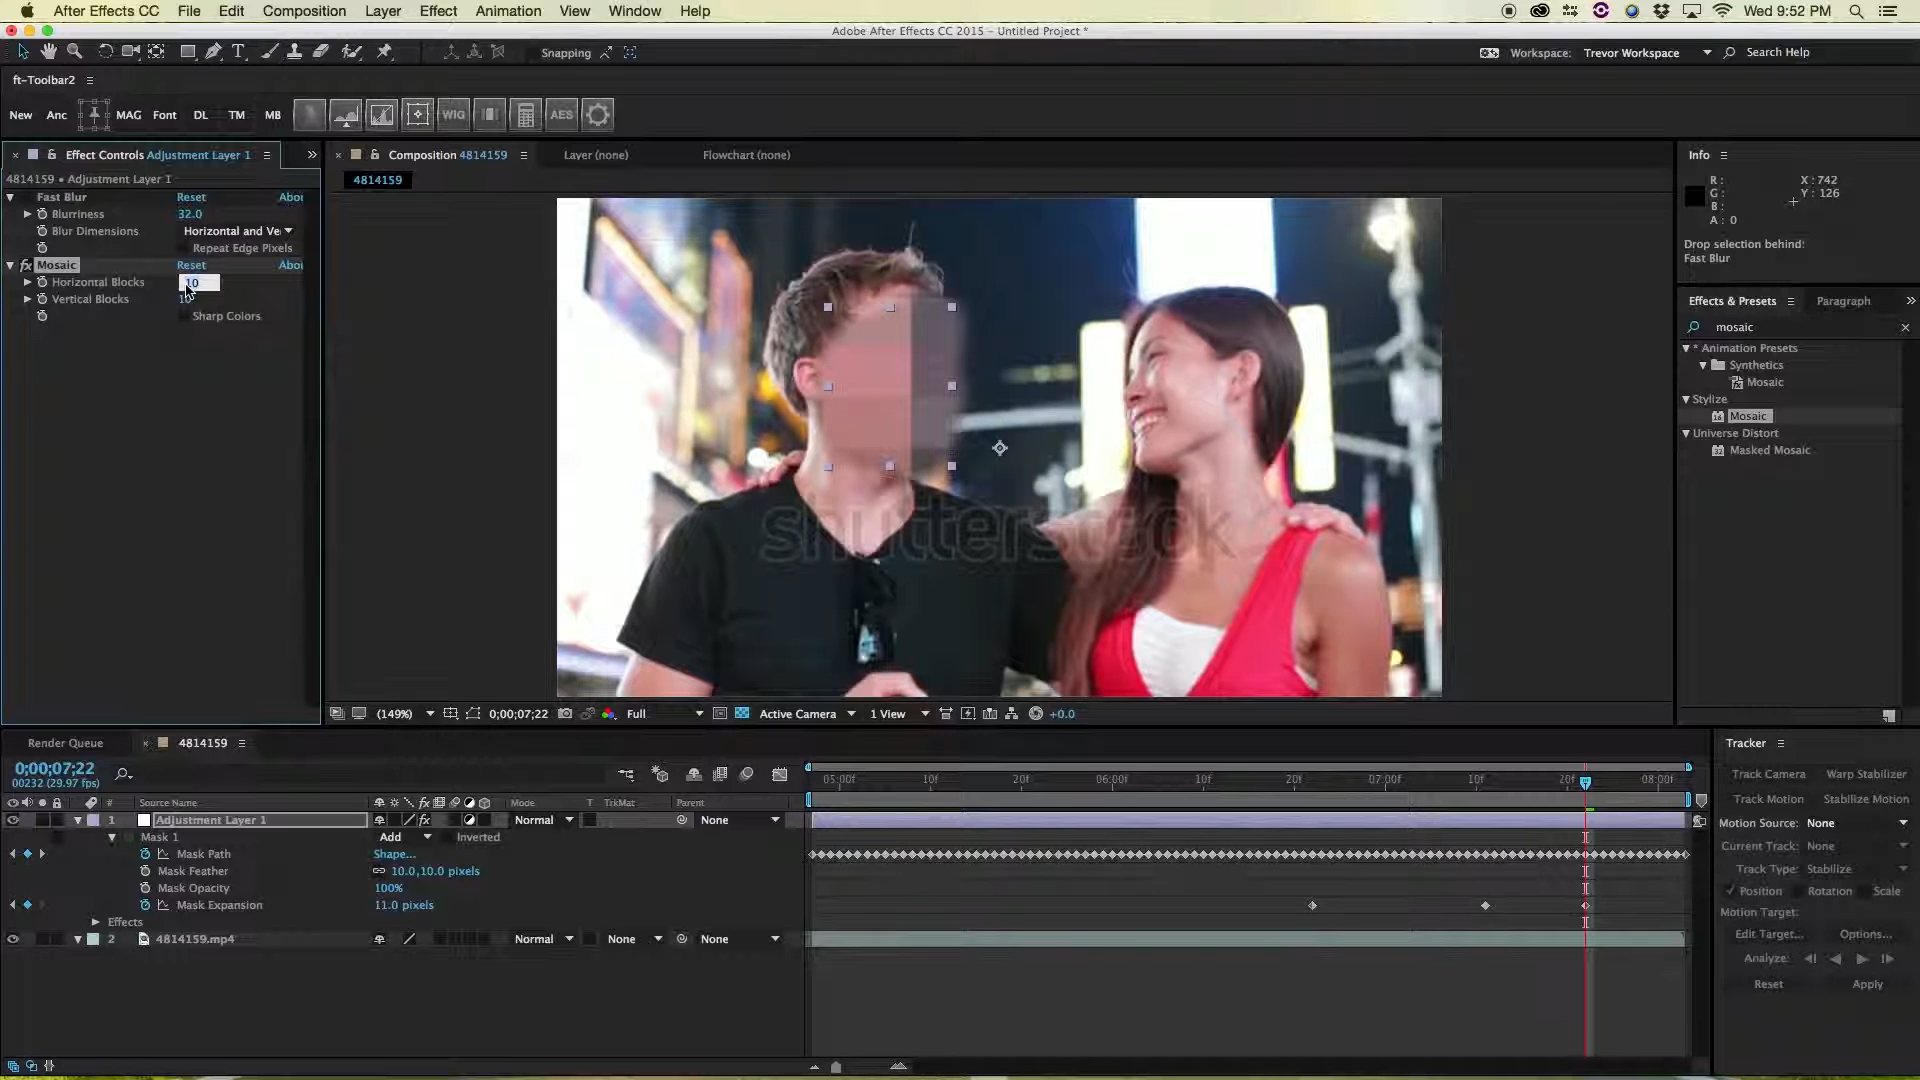 After Effects CC File Edit Composition Layer Effect Animation View Window Help Wed 9:52 PM
Adobe After Effects CC 2015 – Untitled Project *
Snapping Workspace: Trevor Workspace Search Help
ft-Toolbar2
New Anc MAG Font DL TM MB WIG AES
Effect Controls Adjustment Layer 1
4814159 • Adjustment Layer 1
Fast Blur Reset Abou
Blurriness 32.0
Blur Dimensions Horizontal and Ve
Repeat Edge Pixels
fx Mosaic Reset Abou
Horizontal Blocks 10
Vertical Blocks 10
Sharp Colors
Composition 4814159 Layer (none) Flowchart (none)
4814159
shutterstock
(149%) 0;00;07;22 Full Active Camera 1 View +0.0
Info
R: X : 742
G: Y : 126
B:
A : 0
Drop selection behind:
Fast Blur
Effects & Presets Paragraph
mosaic
* Animation Presets
Synthetics
Mosaic
Stylize
Mosaic
Universe Distort
Masked Mosaic
Render Queue 4814159
0;00;07;22
00232 (29.97 fps)
05:00f 10f 20f 06:00f 10f 20f 07:00f 10f 20f 08:00f
# Source Name fx Mode T TrkMat Parent
1 Adjustment Layer 1 fx Normal None
Mask 1 Add Inverted
Mask Path Shape...
Mask Feather 10.0,10.0 pixels
Mask Opacity 100%
Mask Expansion 11.0 pixels
Effects
2 4814159.mp4 Normal None None
Tracker
Track Camera Warp Stabilizer
Track Motion Stabilize Motion
Motion Source: None
Current Track: None
Track Type: Stabilize
Position Rotation Scale
Motion Target:
Edit Target... Options...
Analyze:
Reset Apply